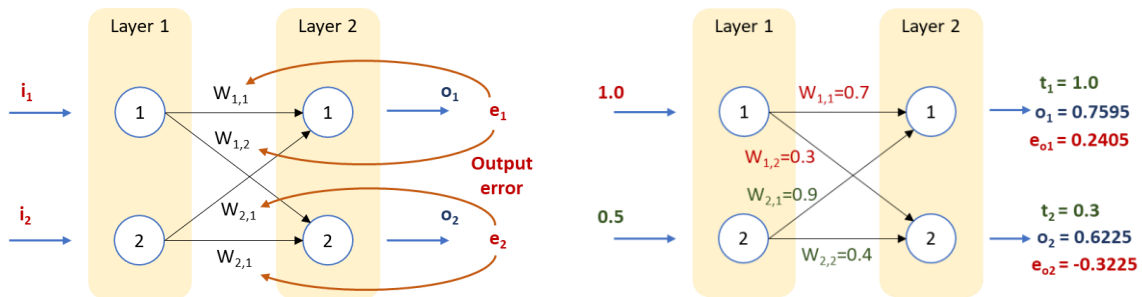 Layer 1
Layer 2
i₁
1
W₁,₁
1
o₁
e₁
W₁,₂
Output
error
i₂
2
W₂,₁
2
o₂
e₂
W₂,₁
Layer 1
Layer 2
1.0
1
W₁,₁=0.7
1
t₁ = 1.0
o₁ = 0.7595
eₒ₁ = 0.2405
W₁,₂=0.3
W₂,₁=0.9
0.5
2
W₂,₂=0.4
2
t₂ = 0.3
o₂ = 0.6225
eₒ₂ = -0.3225